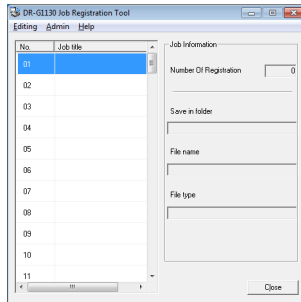 DR-G1130 Job Registration Tool
Editing Admin Help
No. Job title
01
02
03
04
05
06
07
08
09
10
11
Job Information
Number Of Registration 0
Save in folder
File name
File type
Close